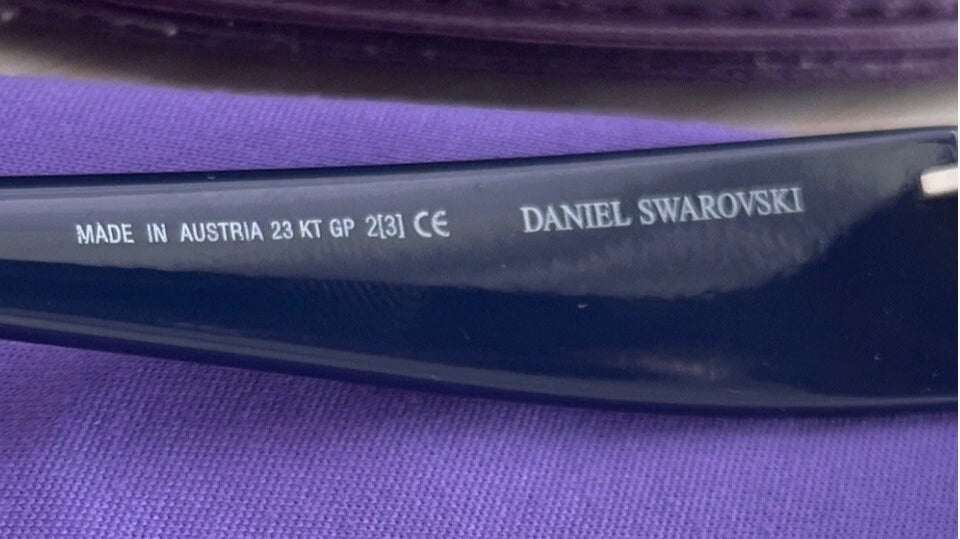 MADE IN AUSTRIA 23 KT GP 2[3] CE DANIEL SWAROVSKI